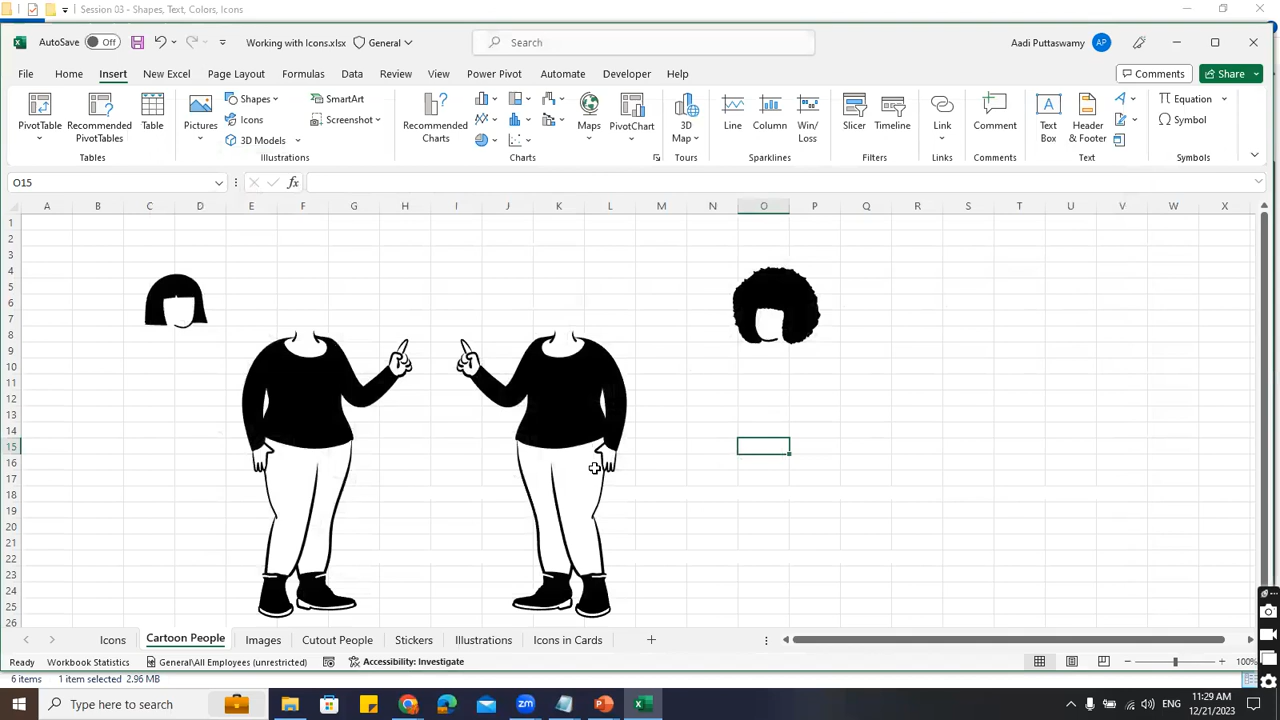 Session 03 - Shapes, Text, Colors, Icons
AutoSave Off
Working with Icons.xlsx
General
Search
Aadi Puttaswamy AP
File Home Insert New Excel Page Layout Formulas Data Review View Power Pivot Automate Developer Help
Comments Share
PivotTable
Recommended PivotTables
Table
Tables
Pictures
Shapes
Icons
3D Models
SmartArt
Screenshot
Illustrations
Recommended Charts
Maps
PivotChart
Charts
3D Map
Tours
Line
Column
Win/ Loss
Sparklines
Slicer
Timeline
Filters
Link
Links
Comment
Comments
Text Box
Header & Footer
Text
Equation
Symbol
Symbols
O15
fx
A B C D E F G H I J K L M N O P Q R S T U V W X
1
2
3
4
5
6
7
8
9
10
11
12
13
14
15
16
17
18
19
20
21
22
23
24
25
26
Icons Cartoon People Images Cutout People Stickers Illustrations Icons in Cards
Ready Workbook Statistics General\All Employees (unrestricted) Accessibility: Investigate
100%
6 items 1 item selected 2.96 MB
Type here to search
zm
ENG
11:29 AM
12/21/2023